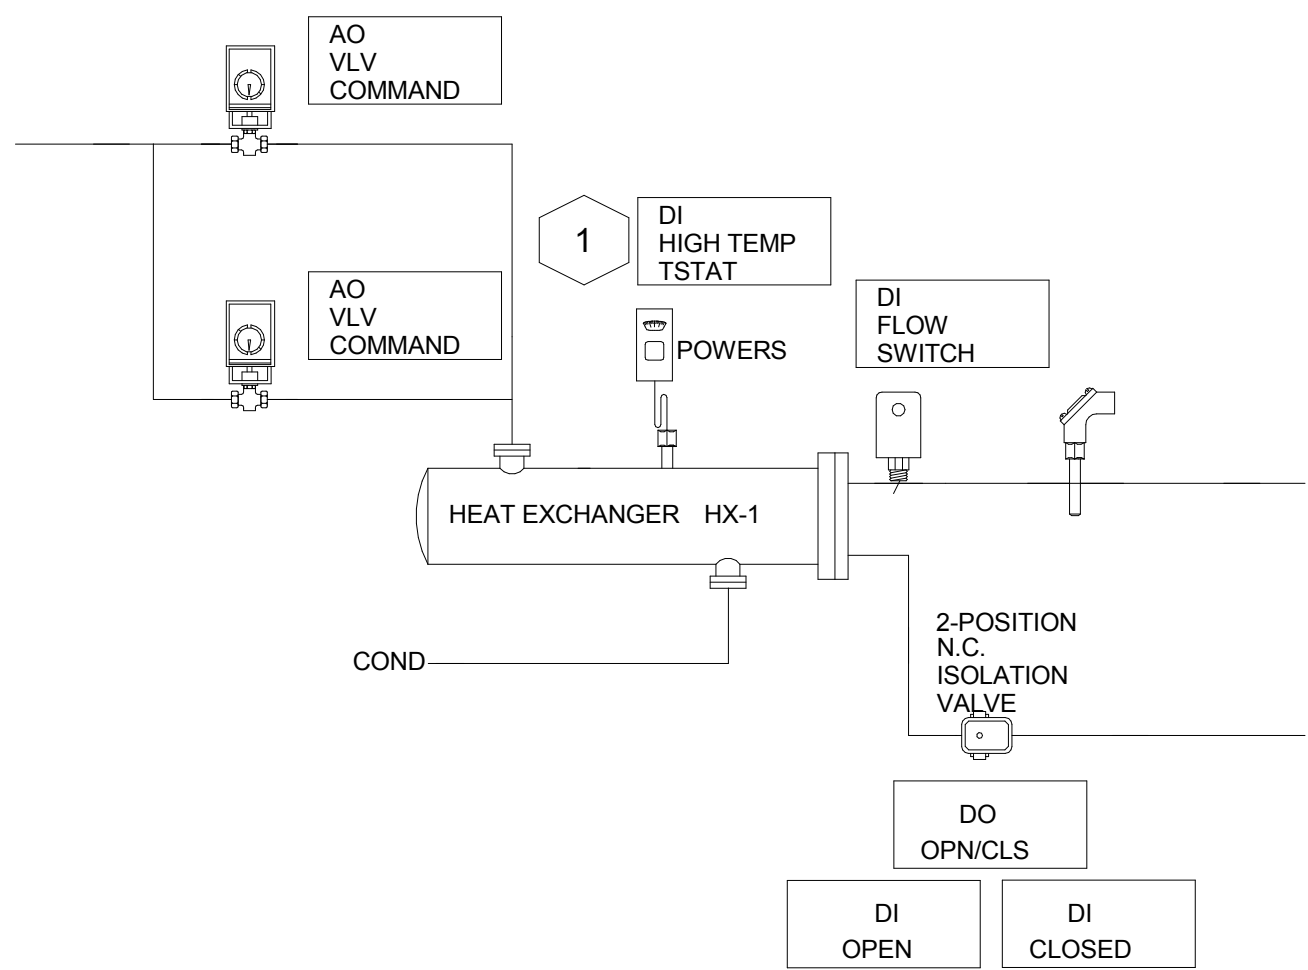 AO
VLV
COMMAND
1
DI
HIGH TEMP
TSTAT
AO
VLV
COMMAND
DI
FLOW
SWITCH
POWERS
HEAT EXCHANGER HX-1
COND
2-POSITION
N.C.
ISOLATION
VALVE
DO
OPN/CLS
DI
OPEN
DI
CLOSED